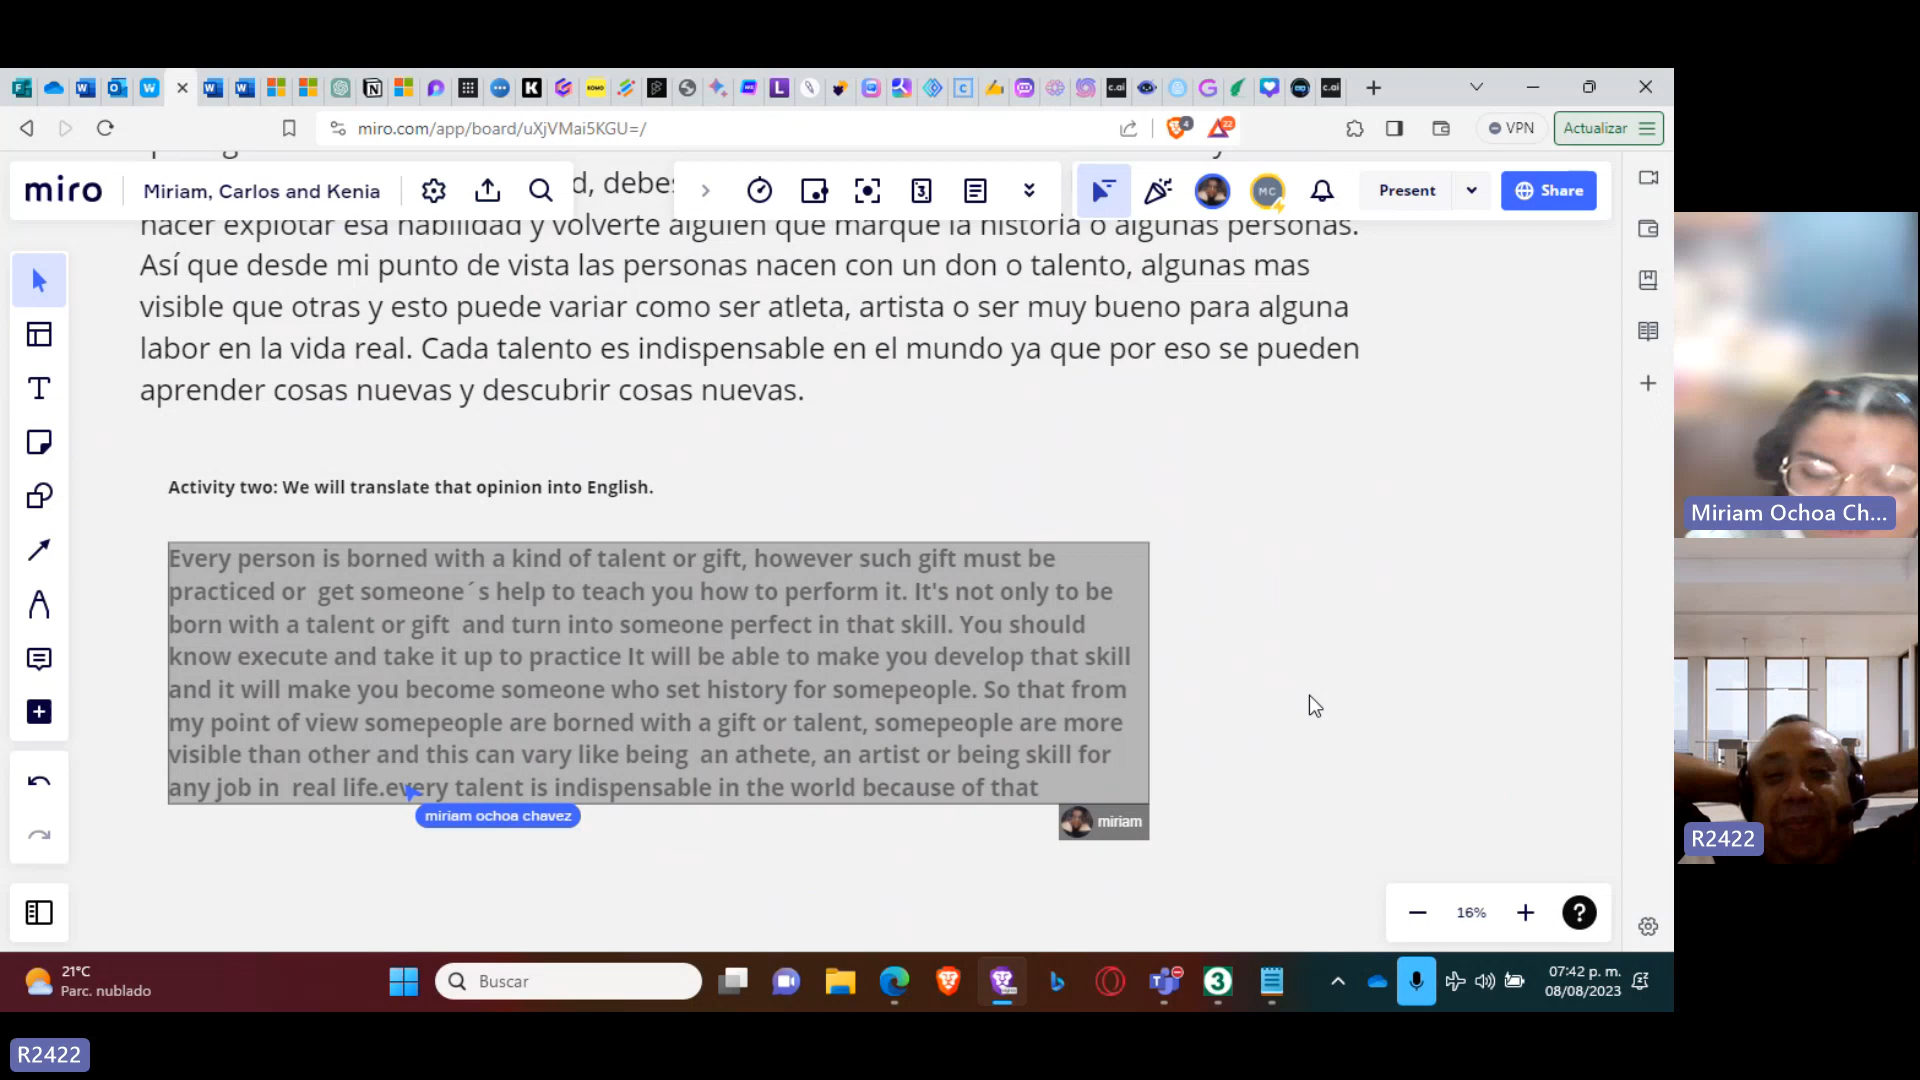 miro.com/app/board/uXjVMai5KGU=/
VPN
Actualizar
miro
Miriam, Carlos and Kenia
d, debes
3
MC
Present
Share
hacer explotar esa habilidad y volverte alguien que marque la historia o algunas personas.
Así que desde mi punto de vista las personas nacen con un don o talento, algunas mas
visible que otras y esto puede variar como ser atleta, artista o ser muy bueno para alguna
labor en la vida real. Cada talento es indispensable en el mundo ya que por eso se pueden
aprender cosas nuevas y descubrir cosas nuevas.
Activity two: We will translate that opinion into English.
Every person is borned with a kind of talent or gift, however such gift must be
practiced or get someone´s help to teach you how to perform it. It's not only to be
born with a talent or gift and turn into someone perfect in that skill. You should
know execute and take it up to practice It will be able to make you develop that skill
and it will make you become someone who set history for somepeople. So that from
my point of view somepeople are borned with a gift or talent, somepeople are more
visible than other and this can vary like being an athete, an artist or being skill for
any job in real life.every talent is indispensable in the world because of that
miriam ochoa chavez
miriam
16%
?
21°C
Parc. nublado
Buscar
07:42 p. m.
08/08/2023
Miriam Ochoa Ch...
R2422
R2422